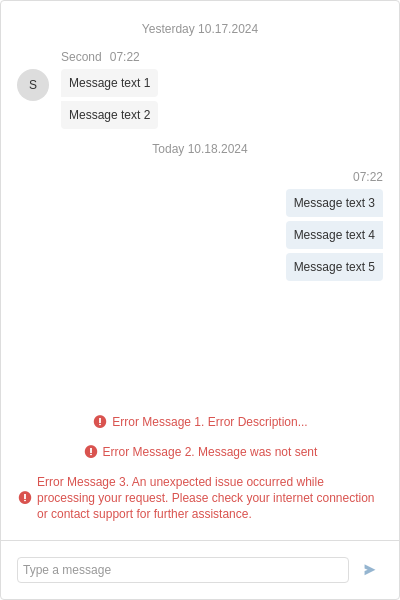 Yesterday 10.17.2024
Second 07:22
S
Message text 1
Message text 2
Today 10.18.2024
07:22
Message text 3
Message text 4
Message text 5
Error Message 1. Error Description...
Error Message 2. Message was not sent
Error Message 3. An unexpected issue occurred while
processing your request. Please check your internet connection
or contact support for further assistance.
Type a message